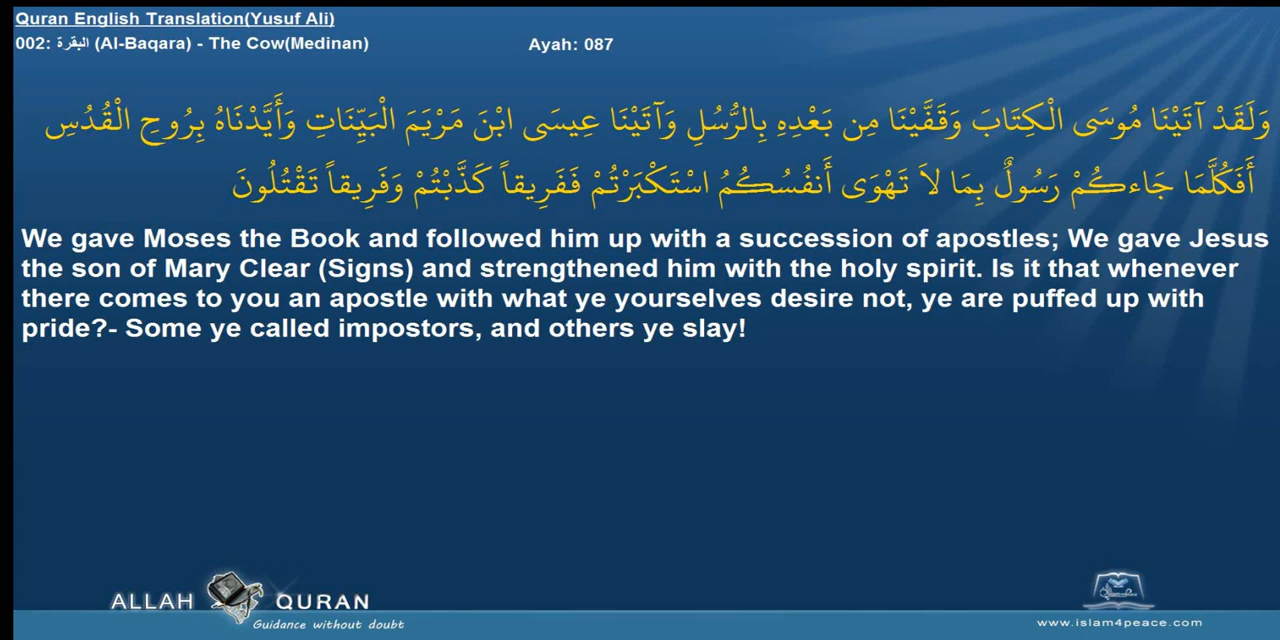 Quran English Translation(Yusuf Ali)
002: البقرة (Al-Baqara) - The Cow(Medinan) Ayah: 087
وَلَقَدْ آتَيْنَا مُوسَى الْكِتَابَ وَقَفَّيْنَا مِن بَعْدِهِ بِالرُّسُلِ وَآتَيْنَا عِيسَى ابْنَ مَرْيَمَ الْبَيِّنَاتِ وَأَيَّدْنَاهُ بِرُوحِ الْقُدُسِ
أَفَكُلَّمَا جَاءكُمْ رَسُولٌ بِمَا لاَ تَهْوَى أَنفُسُكُمُ اسْتَكْبَرْتُمْ فَفَرِيقاً كَذَّبْتُمْ وَفَرِيقاً تَقْتُلُونَ
We gave Moses the Book and followed him up with a succession of apostles; We gave Jesus
the son of Mary Clear (Signs) and strengthened him with the holy spirit. Is it that whenever
there comes to you an apostle with what ye yourselves desire not, ye are puffed up with
pride?- Some ye called impostors, and others ye slay!
ALLAH QURAN
Guidance without doubt
www.islam4peace.com